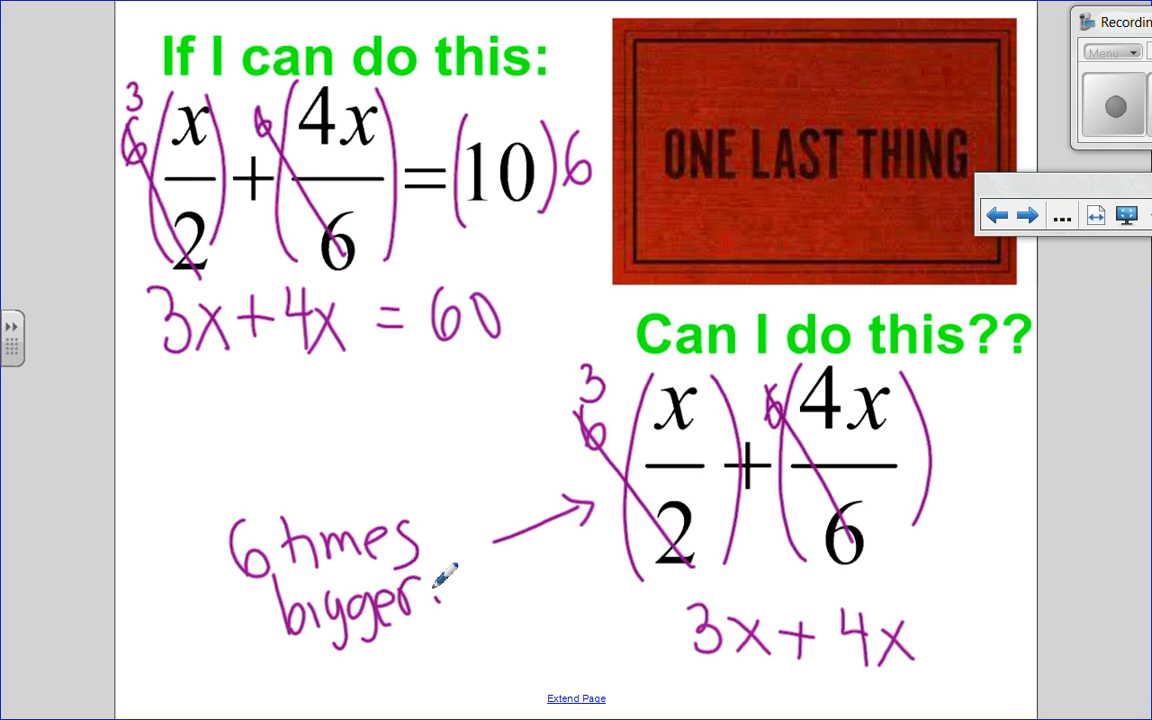 If I can do this:
3
6(x/2) + 6(4x/6) = (10)6
3x + 4x = 60
ONE LAST THING
Recordin
Menu
...
Can I do this??
3
6(x/2) + 6(4x/6)
6 times
bigger.
3x + 4x
Extend Page